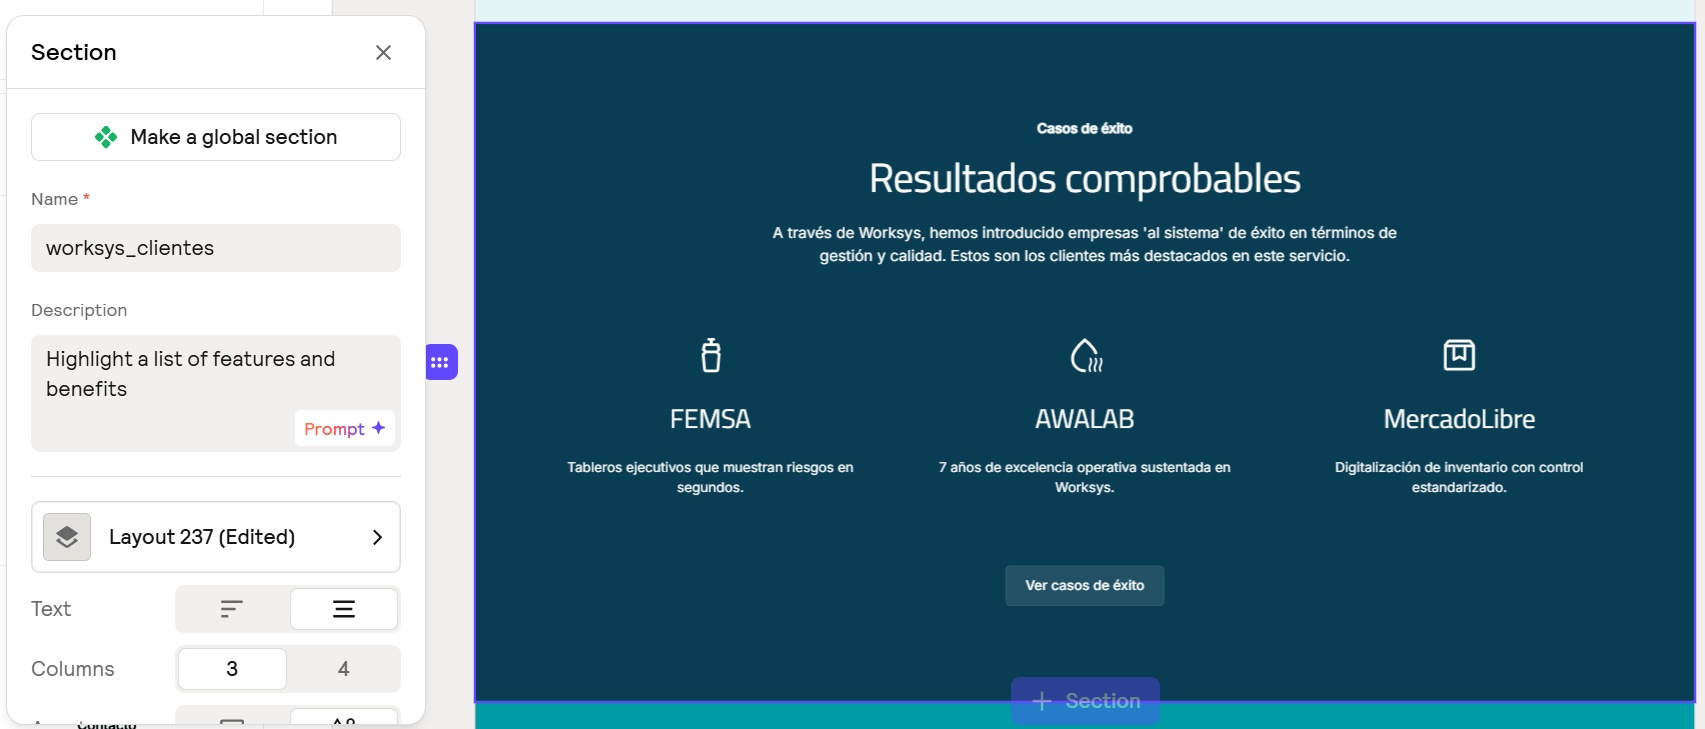 Section
Make a global section
Name *
worksys_clientes
Description
Highlight a list of features and
benefits
Prompt
Layout 237 (Edited)
Text
Columns
3
4
Casos de éxito
Resultados comprobables
A través de Worksys, hemos introducido empresas 'al sistema' de éxito en términos de
gestión y calidad. Estos son los clientes más destacados en este servicio.
FEMSA
Tableros ejecutivos que muestran riesgos en
segundos.
AWALAB
7 años de excelencia operativa sustentada en
Worksys.
MercadoLibre
Digitalización de inventario con control
estandarizado.
Ver casos de éxito
Section